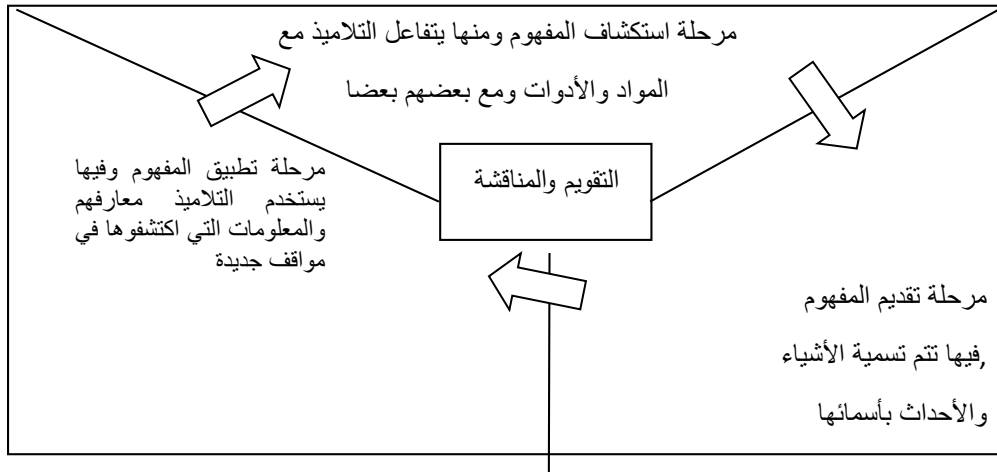 مرحلة استكشاف المفهوم ومنها يتفاعل التلاميذ مع
المواد والأدوات ومع بعضهم بعضا
التقويم والمناقشة
مرحلة تطبيق المفهوم وفيها
يستخدم التلاميذ معارفهم
والمعلومات التي اكتشفوها في
مواقف جديدة
مرحلة تقديم المفهوم
,فيها تتم تسمية الأشياء
والأحداث بأسمائها